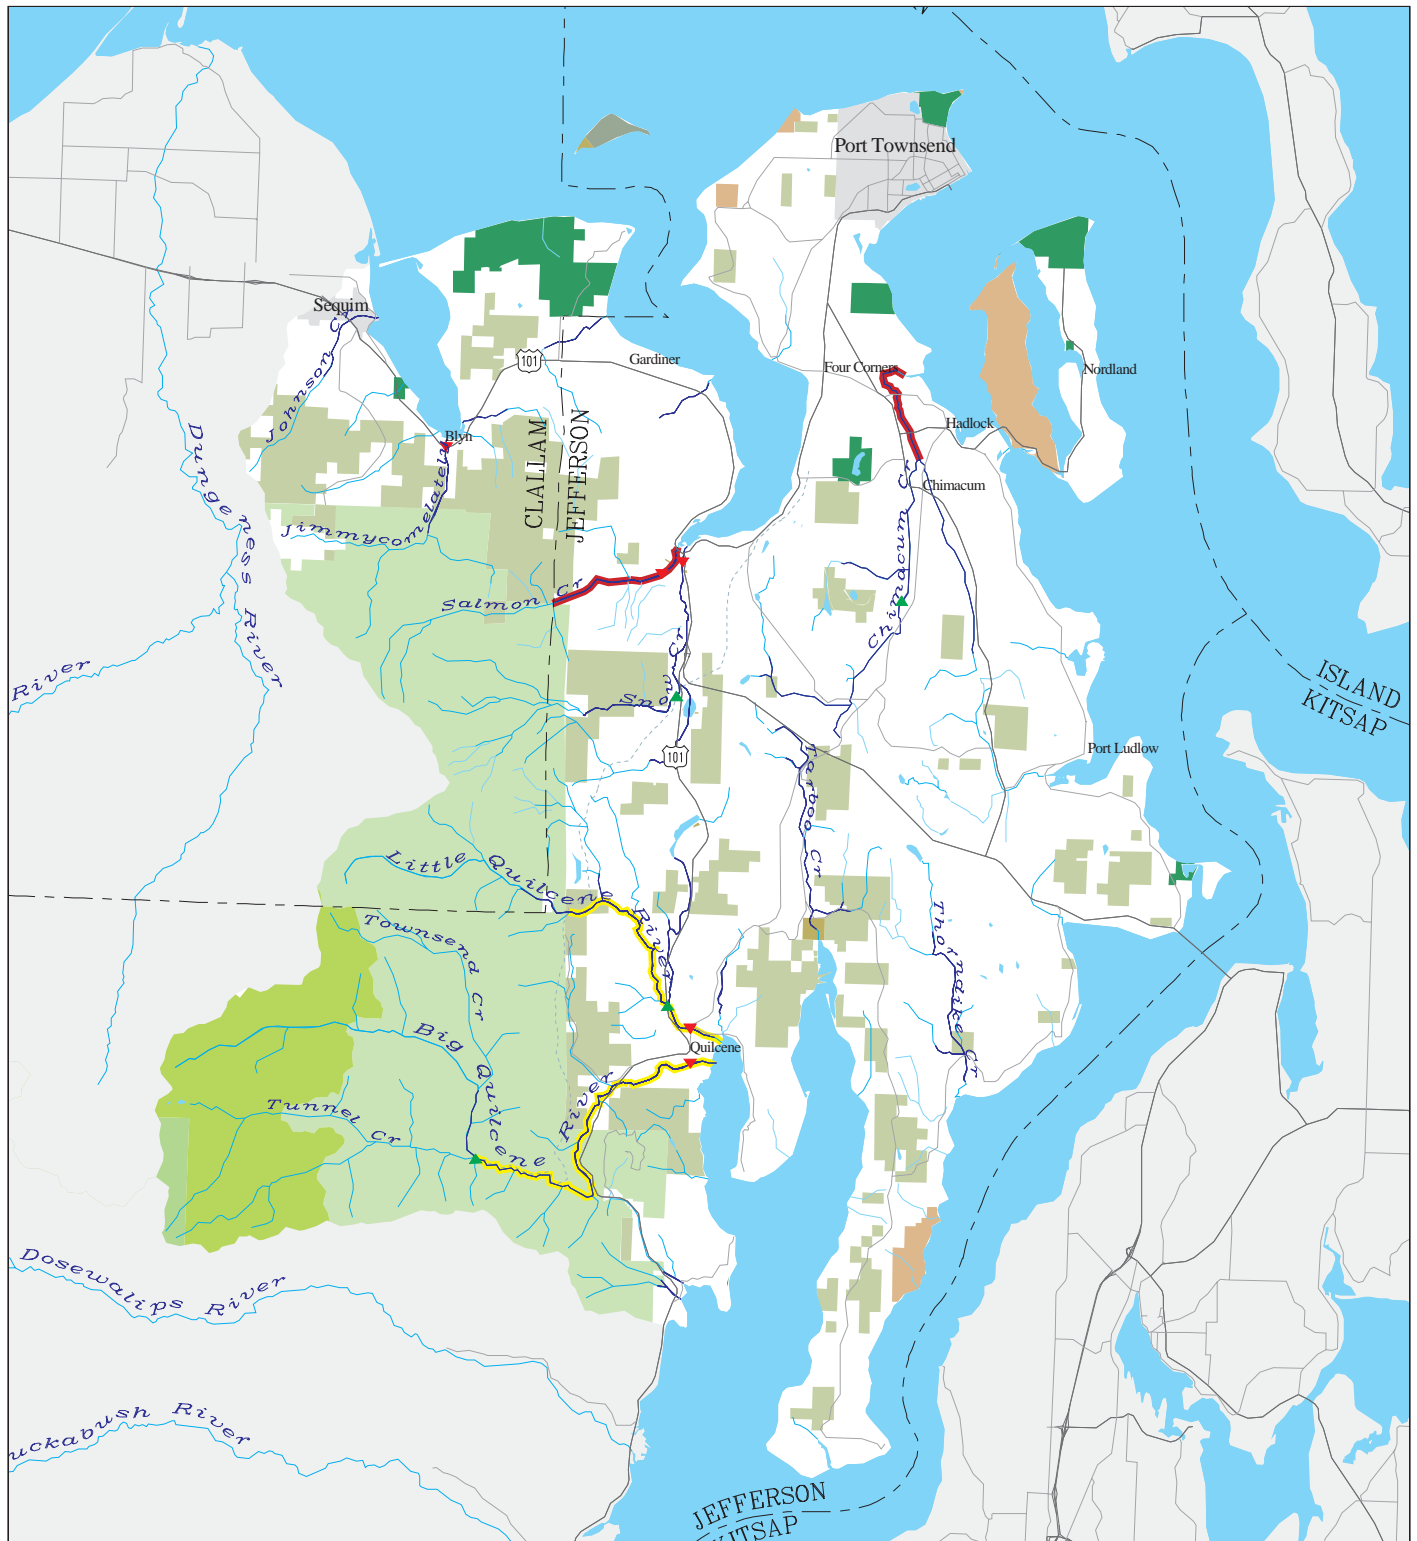 Port Townsend
Sequim
Johnson Cr
101
Gardiner
Four Corners
Nordland
Hadlock
Blyn
CLALLAM
JEFFERSON
Dungeness River
Jimmycomelately
Chimacum
Chimacum Cr
Salmon Cr
River
Snow Cr
ISLAND
KITSAP
101
Port Ludlow
Tarboo Cr
Little Quilcene River
Townsend Cr
Thorndike Cr
Big Quilcene River
Quilcene
Tunnel Cr
Dosewalips River
uckabush River
JEFFERSON
KITSAP